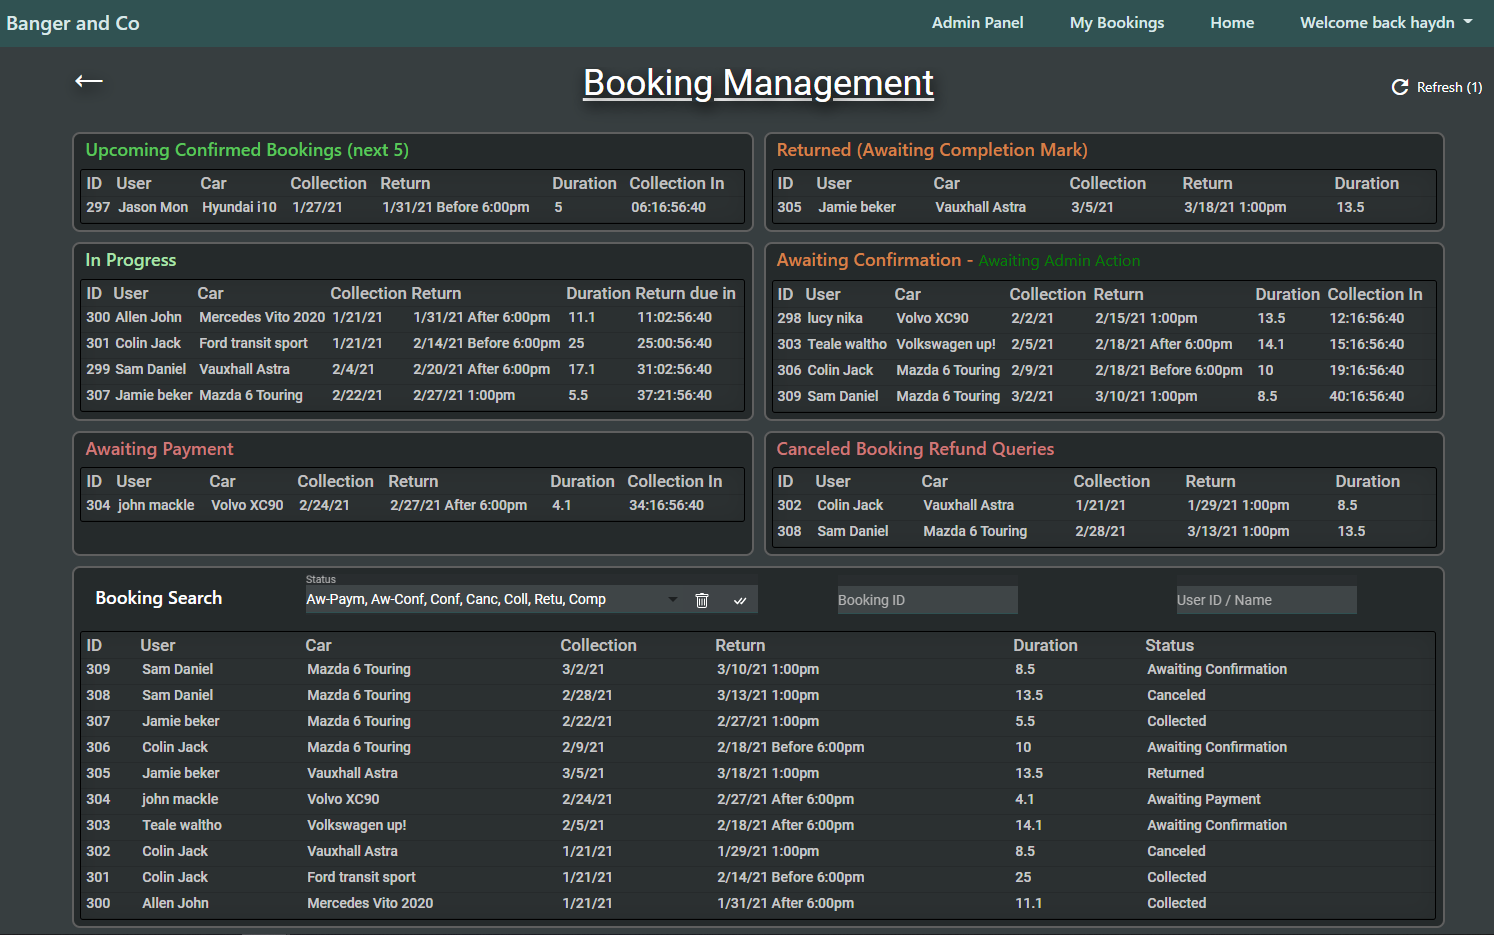 Banger and Co Admin Panel My Bookings Home Welcome back haydn
Booking Management
Refresh (1)
Upcoming Confirmed Bookings (next 5)
ID User Car Collection Return Duration Collection In
297 Jason Mon Hyundai i10 1/27/21 1/31/21 Before 6:00pm 5 06:16:56:40
Returned (Awaiting Completion Mark)
ID User Car Collection Return Duration
305 Jamie beker Vauxhall Astra 3/5/21 3/18/21 1:00pm 13.5
In Progress
ID User Car Collection Return Duration Return due in
300 Allen John Mercedes Vito 2020 1/21/21 1/31/21 After 6:00pm 11.1 11:02:56:40
301 Colin Jack Ford transit sport 1/21/21 2/14/21 Before 6:00pm 25 25:00:56:40
299 Sam Daniel Vauxhall Astra 2/4/21 2/20/21 After 6:00pm 17.1 31:02:56:40
307 Jamie beker Mazda 6 Touring 2/22/21 2/27/21 1:00pm 5.5 37:21:56:40
Awaiting Confirmation - Awaiting Admin Action
ID User Car Collection Return Duration Collection In
298 lucy nika Volvo XC90 2/2/21 2/15/21 1:00pm 13.5 12:16:56:40
303 Teale waltho Volkswagen up! 2/5/21 2/18/21 After 6:00pm 14.1 15:16:56:40
306 Colin Jack Mazda 6 Touring 2/9/21 2/18/21 Before 6:00pm 10 19:16:56:40
309 Sam Daniel Mazda 6 Touring 3/2/21 3/10/21 1:00pm 8.5 40:16:56:40
Awaiting Payment
ID User Car Collection Return Duration Collection In
304 john mackle Volvo XC90 2/24/21 2/27/21 After 6:00pm 4.1 34:16:56:40
Canceled Booking Refund Queries
ID User Car Collection Return Duration
302 Colin Jack Vauxhall Astra 1/21/21 1/29/21 1:00pm 8.5
308 Sam Daniel Mazda 6 Touring 2/28/21 3/13/21 1:00pm 13.5
Status
Booking Search Aw-Paym, Aw-Conf, Conf, Canc, Coll, Retu, Comp Booking ID User ID / Name
ID User Car Collection Return Duration Status
309 Sam Daniel Mazda 6 Touring 3/2/21 3/10/21 1:00pm 8.5 Awaiting Confirmation
308 Sam Daniel Mazda 6 Touring 2/28/21 3/13/21 1:00pm 13.5 Canceled
307 Jamie beker Mazda 6 Touring 2/22/21 2/27/21 1:00pm 5.5 Collected
306 Colin Jack Mazda 6 Touring 2/9/21 2/18/21 Before 6:00pm 10 Awaiting Confirmation
305 Jamie beker Vauxhall Astra 3/5/21 3/18/21 1:00pm 13.5 Returned
304 john mackle Volvo XC90 2/24/21 2/27/21 After 6:00pm 4.1 Awaiting Payment
303 Teale waltho Volkswagen up! 2/5/21 2/18/21 After 6:00pm 14.1 Awaiting Confirmation
302 Colin Jack Vauxhall Astra 1/21/21 1/29/21 1:00pm 8.5 Canceled
301 Colin Jack Ford transit sport 1/21/21 2/14/21 Before 6:00pm 25 Collected
300 Allen John Mercedes Vito 2020 1/21/21 1/31/21 After 6:00pm 11.1 Collected